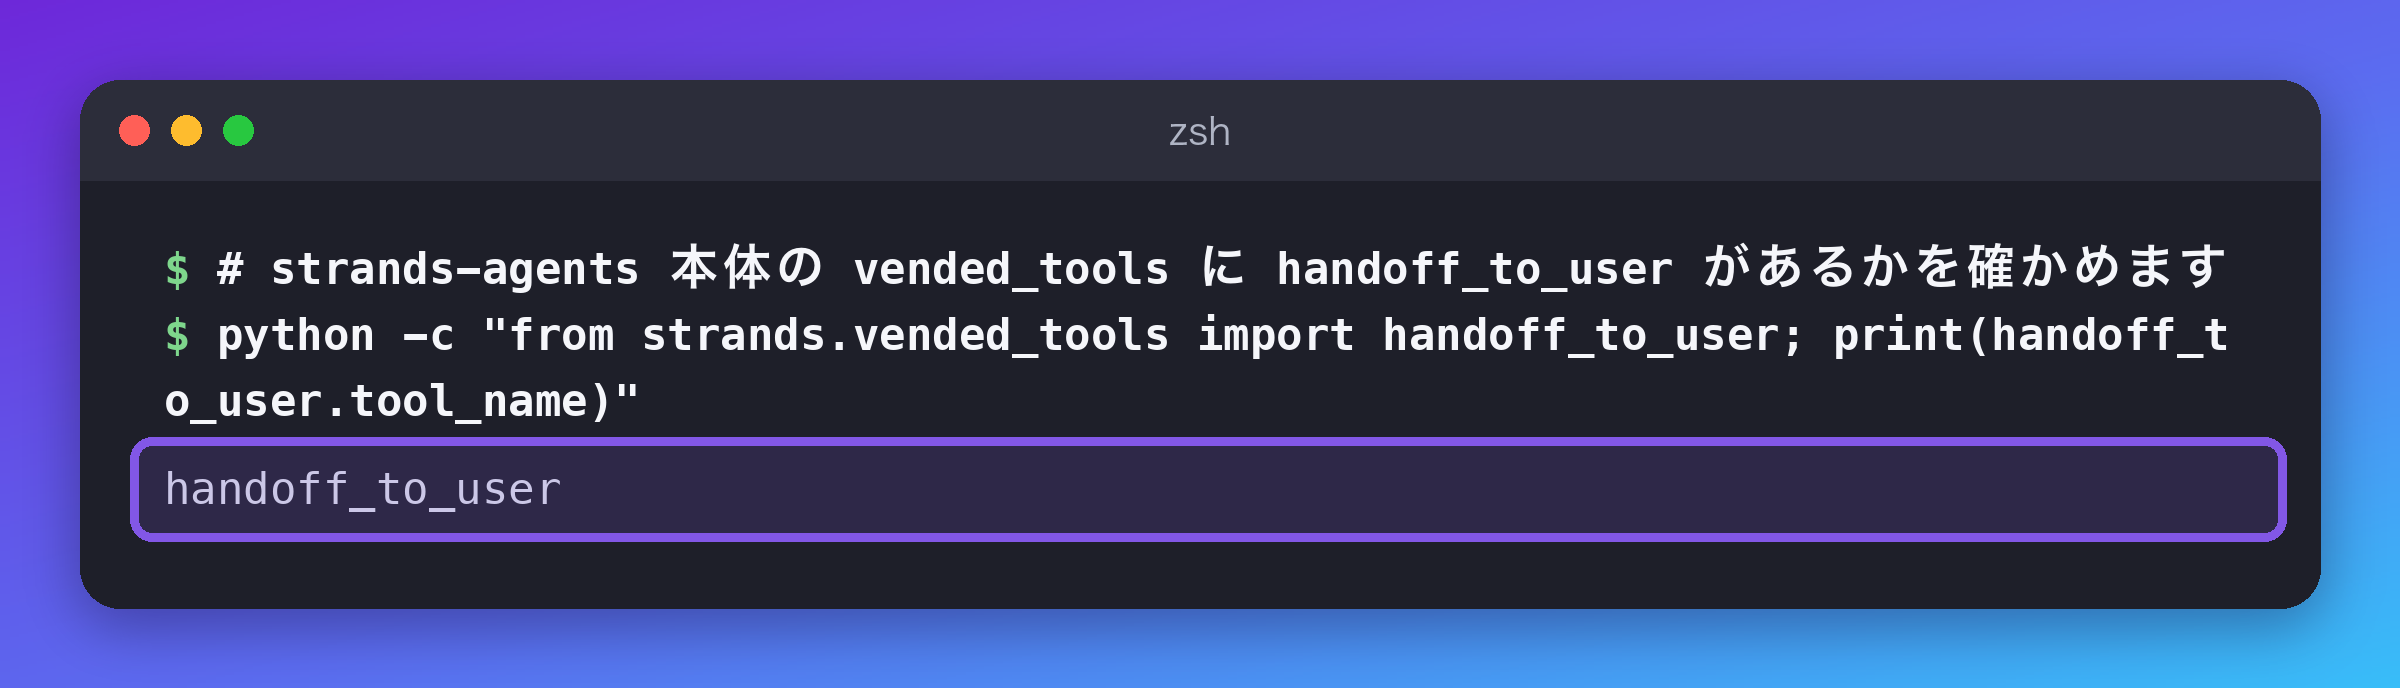 zsh
$ # strands-agents 本体の vended_tools に handoff_to_user があるかを確かめます
$ python -c "from strands.vended_tools import handoff_to_user; print(handoff_t
o_user.tool_name)"
handoff_to_user